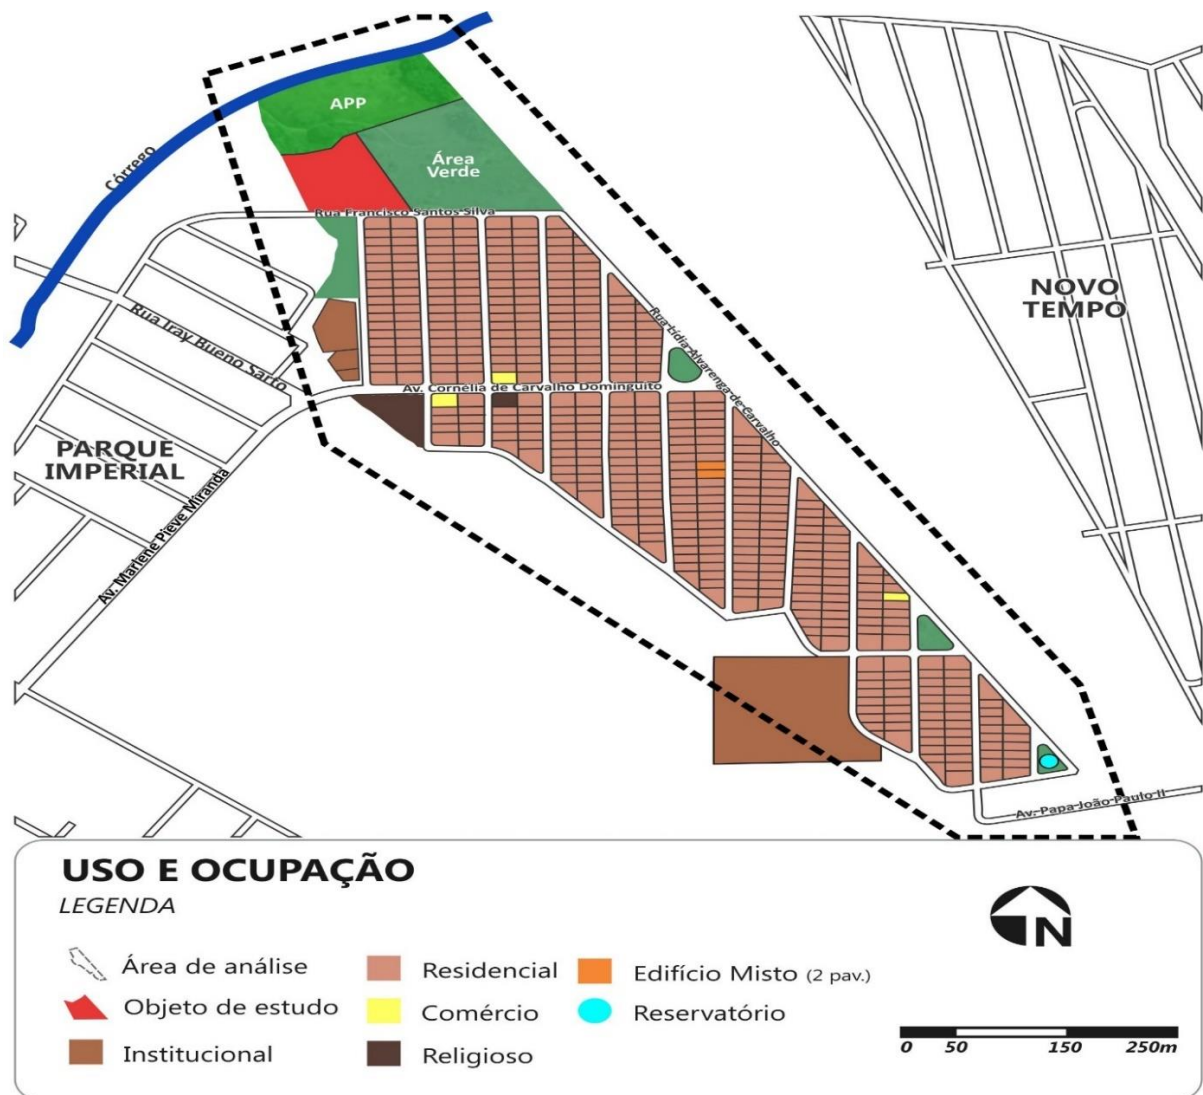 APP
Área
Verde
Córrego
Rua Francisco Santos Silva
NOVO
TEMPO
Rua Iray Bueno Sarto
Rua Lídia Alvarenga de Carvalho
Av. Cornélia de Carvalho Dominguito
PARQUE
IMPERIAL
Av. Marlene Pieve Miranda
Av. Papa João Paulo II
USO E OCUPAÇÃO
LEGENDA
N
Área de análise
Residencial
Edifício Misto (2 pav.)
Objeto de estudo
Comércio
Reservatório
Institucional
Religioso
0 50 150 250m